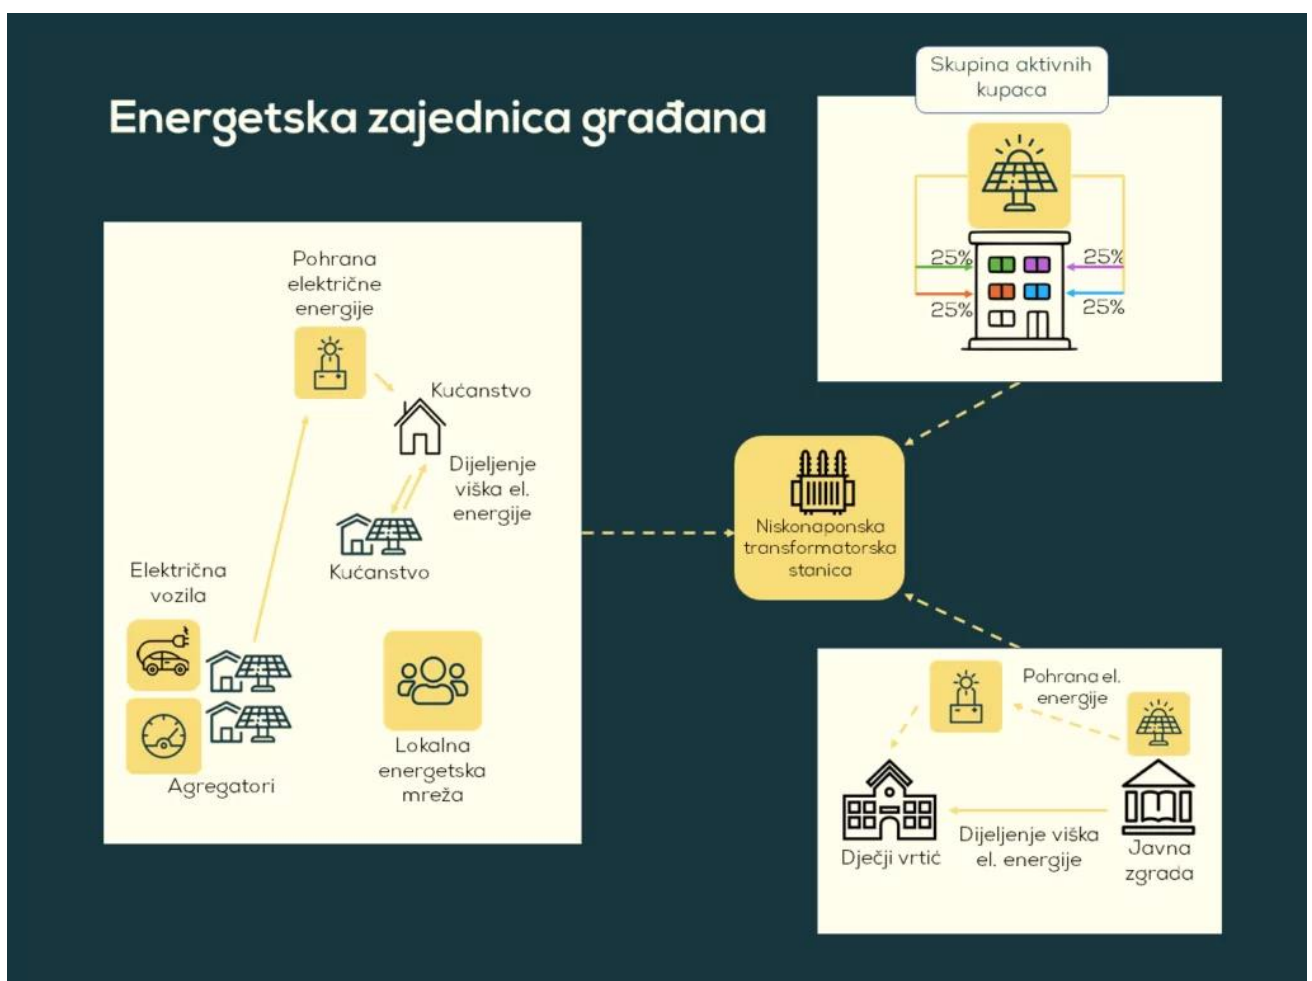 Energetska zajednica građana
Pohrana
električne
energije
Kućanstvo
Dijeljenje
viška el.
energije
Kućanstvo
Električna
vozila
Agregatori
Lokalna
energetska
mreža
Skupina aktivnih
kupaca
25%
25%
25%
25%
Niskonaponska
transformatorska
stanica
Pohrana el.
energije
Dječji vrtić
Dijeljenje viška
el. energije
Javna
zgrada